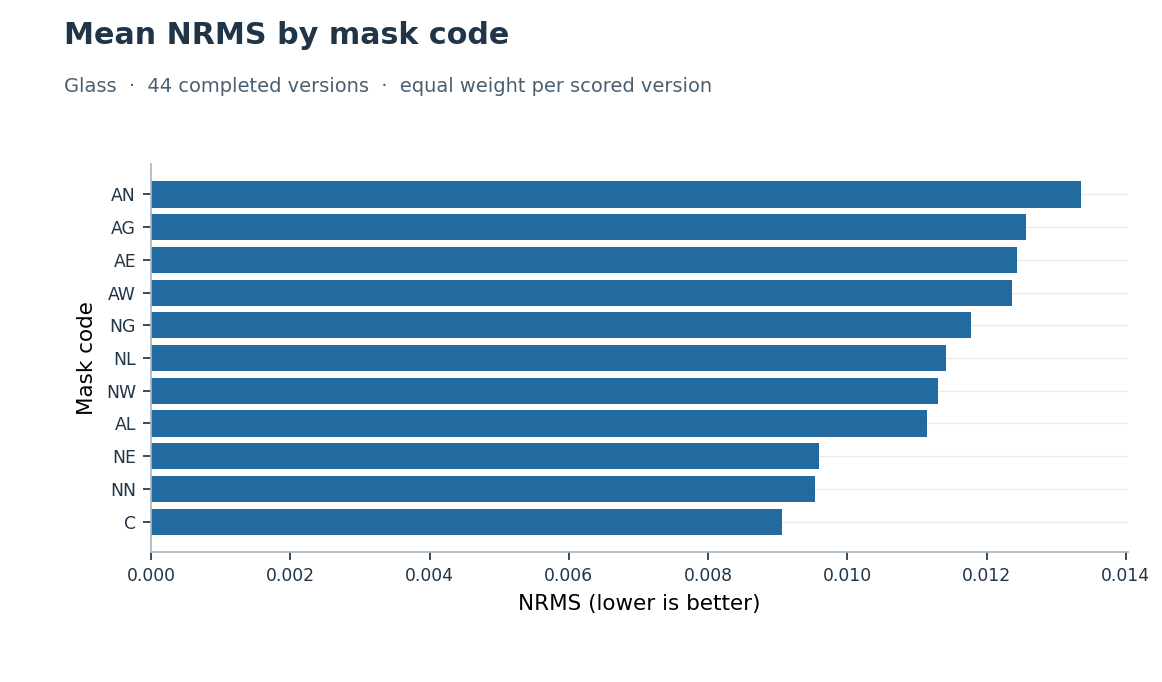 Mean NRMS by mask code
Glass · 44 completed versions · equal weight per scored version
Mask code
AN
AG
AE
AW
NG
NL
NW
AL
NE
NN
C
0.000 0.002 0.004 0.006 0.008 0.010 0.012 0.014
NRMS (lower is better)